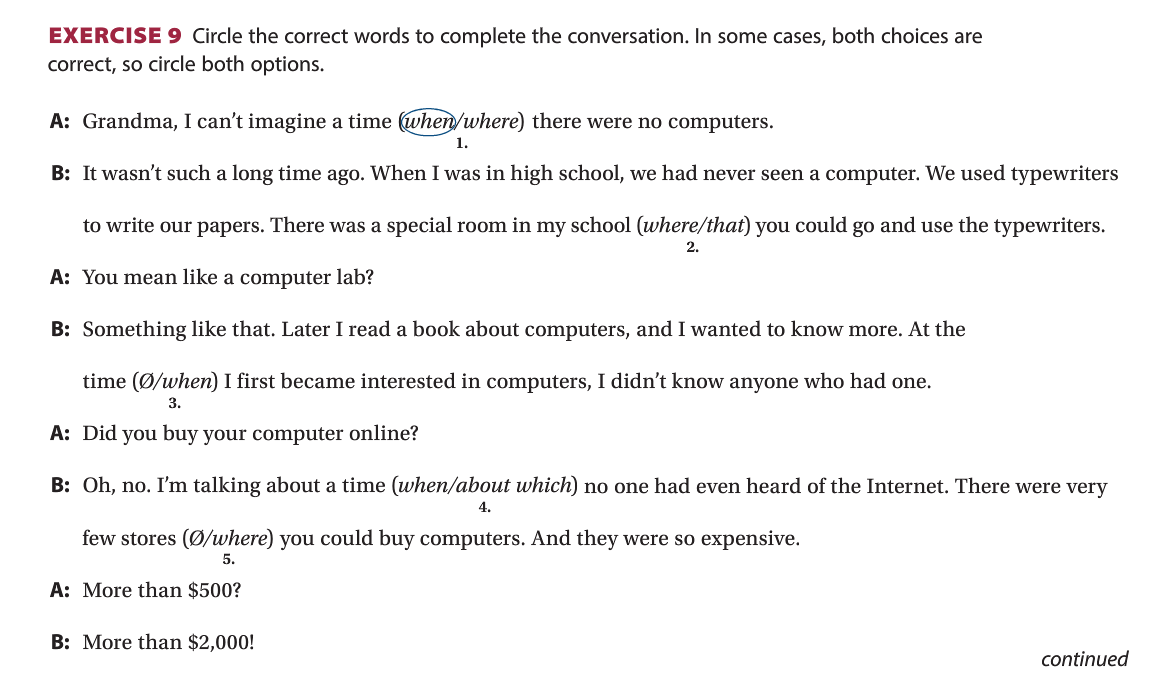 EXERCISE 9 Circle the correct words to complete the conversation. In some cases, both choices are
correct, so circle both options.
A: Grandma, I can’t imagine a time (when/where) there were no computers.
1.
B: It wasn’t such a long time ago. When I was in high school, we had never seen a computer. We used typewriters
to write our papers. There was a special room in my school (where/that) you could go and use the typewriters.
2.
A: You mean like a computer lab?
B: Something like that. Later I read a book about computers, and I wanted to know more. At the
time (Ø/when) I first became interested in computers, I didn’t know anyone who had one.
3.
A: Did you buy your computer online?
B: Oh, no. I’m talking about a time (when/about which) no one had even heard of the Internet. There were very
4.
few stores (Ø/where) you could buy computers. And they were so expensive.
5.
A: More than $500?
B: More than $2,000!
continued